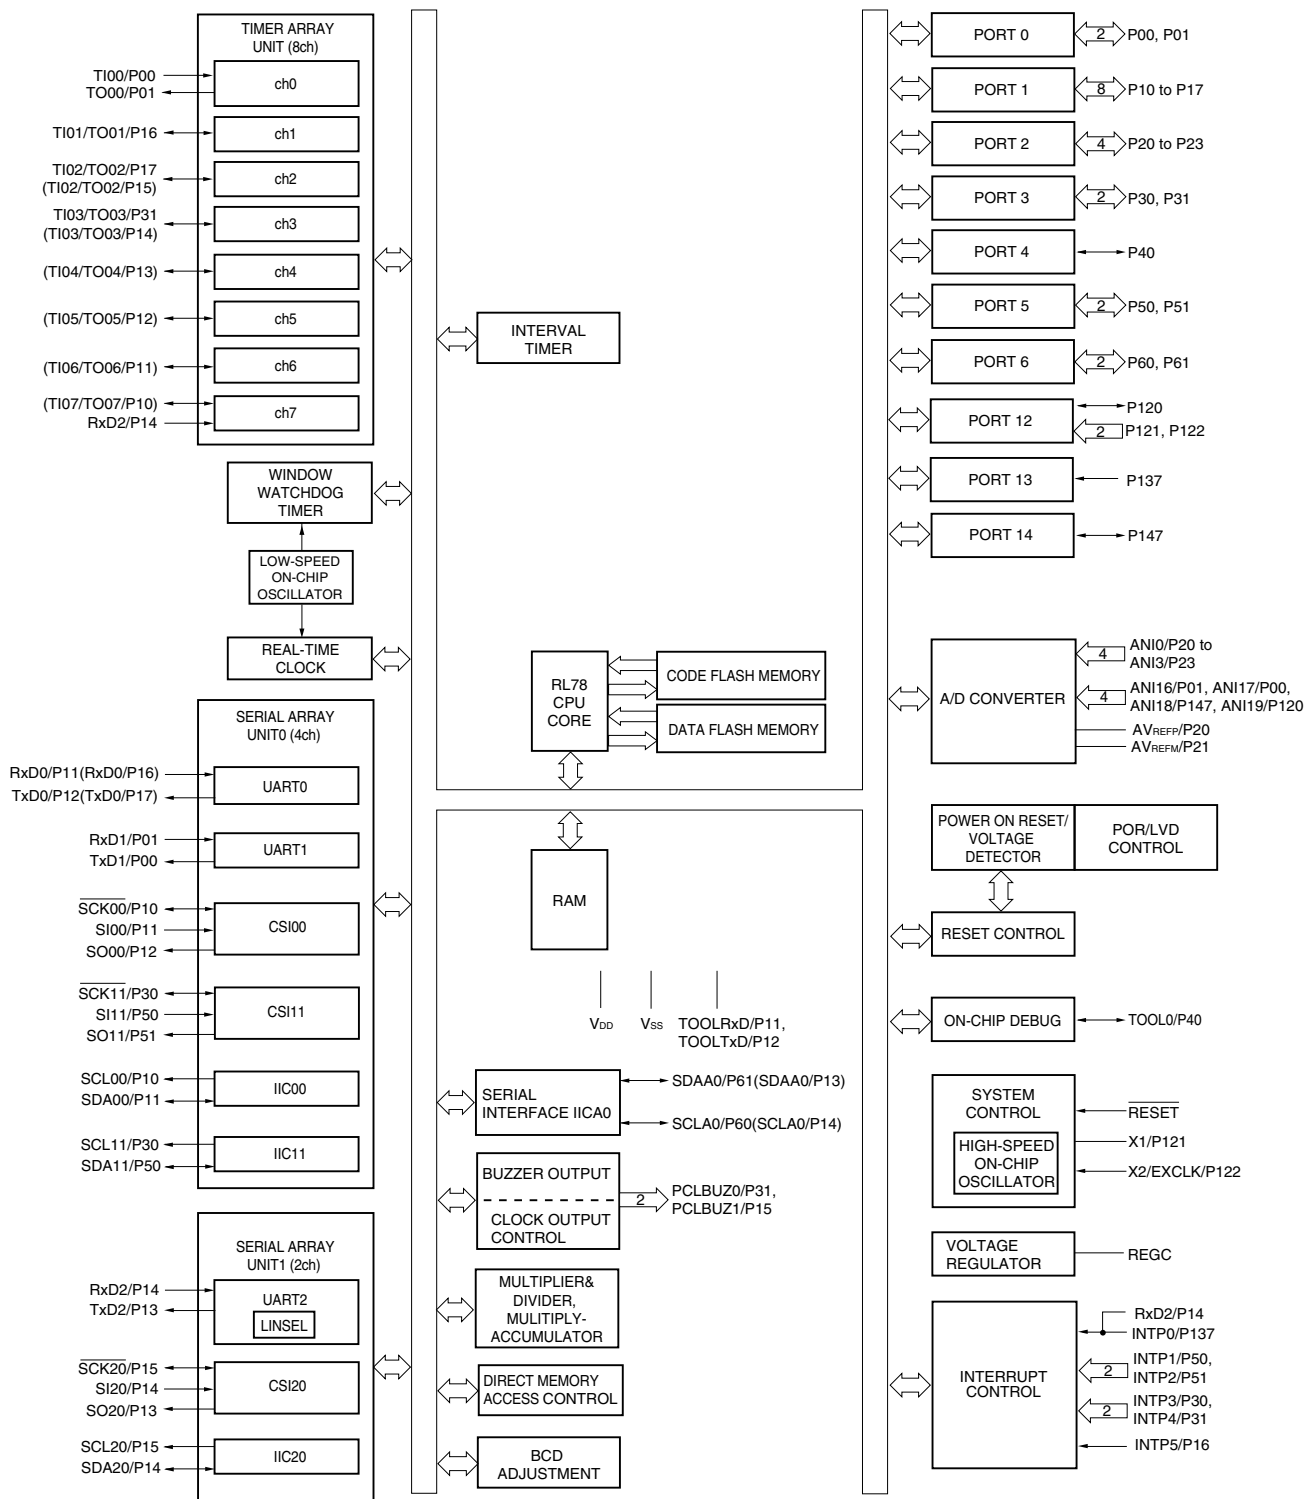 TIMER ARRAY
UNIT (8ch)
TI00/P00
TO00/P01
ch0
TI01/TO01/P16
ch1
TI02/TO02/P17
(TI02/TO02/P15)
ch2
TI03/TO03/P31
(TI03/TO03/P14)
ch3
(TI04/TO04/P13)
ch4
(TI05/TO05/P12)
ch5
(TI06/TO06/P11)
ch6
(TI07/TO07/P10)
RxD2/P14
ch7
WINDOW
WATCHDOG
TIMER
LOW-SPEED
ON-CHIP
OSCILLATOR
REAL-TIME
CLOCK
SERIAL ARRAY
UNIT0 (4ch)
RxD0/P11(RxD0/P16)
TxD0/P12(TxD0/P17)
UART0
RxD1/P01
TxD1/P00
UART1
SCK00/P10
SI00/P11
SO00/P12
CSI00
SCK11/P30
SI11/P50
SO11/P51
CSI11
SCL00/P10
SDA00/P11
IIC00
SCL11/P30
SDA11/P50
IIC11
SERIAL ARRAY
UNIT1 (2ch)
RxD2/P14
TxD2/P13
UART2
LINSEL
SCK20/P15
SI20/P14
SO20/P13
CSI20
SCL20/P15
SDA20/P14
IIC20
INTERVAL
TIMER
RL78
CPU
CORE
CODE FLASH MEMORY
DATA FLASH MEMORY
RAM
VDD
VSS
TOOLRxD/P11,
TOOLTxD/P12
SERIAL
INTERFACE IICA0
SDAA0/P61(SDAA0/P13)
SCLA0/P60(SCLA0/P14)
BUZZER OUTPUT
CLOCK OUTPUT
CONTROL
2
PCLBUZ0/P31,
PCLBUZ1/P15
MULTIPLIER&
DIVIDER,
MULITIPLY-
ACCUMULATOR
DIRECT MEMORY
ACCESS CONTROL
BCD
ADJUSTMENT
PORT 0
2
P00, P01
PORT 1
8
P10 to P17
PORT 2
4
P20 to P23
PORT 3
2
P30, P31
PORT 4
P40
PORT 5
2
P50, P51
PORT 6
2
P60, P61
PORT 12
P120
2
P121, P122
PORT 13
P137
PORT 14
P147
A/D CONVERTER
4
ANI0/P20 to
ANI3/P23
4
ANI16/P01, ANI17/P00,
ANI18/P147, ANI19/P120
AVREFP/P20
AVREFM/P21
POWER ON RESET/
VOLTAGE
DETECTOR
POR/LVD
CONTROL
RESET CONTROL
ON-CHIP DEBUG
TOOL0/P40
SYSTEM
CONTROL
HIGH-SPEED
ON-CHIP
OSCILLATOR
RESET
X1/P121
X2/EXCLK/P122
VOLTAGE
REGULATOR
REGC
INTERRUPT
CONTROL
RxD2/P14
INTP0/P137
2
INTP1/P50,
INTP2/P51
2
INTP3/P30,
INTP4/P31
INTP5/P16